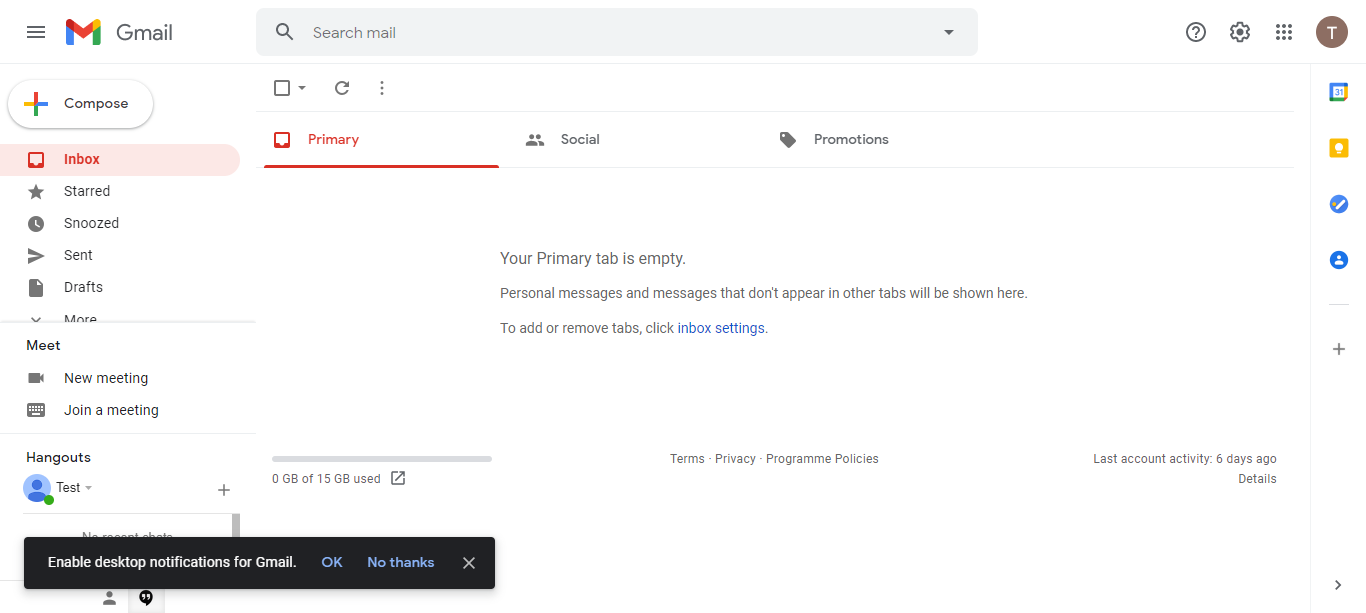 Gmail
Search mail
T
Compose
31
Primary
Social
Promotions
Inbox
Starred
Snoozed
Sent
Drafts
More
Your Primary tab is empty.
Personal messages and messages that don't appear in other tabs will be shown here.
To add or remove tabs, click inbox settings.
Meet
New meeting
Join a meeting
Hangouts
Test
No recent chats
0 GB of 15 GB used
Terms · Privacy · Programme Policies
Last account activity: 6 days ago
Details
Enable desktop notifications for Gmail. OK No thanks